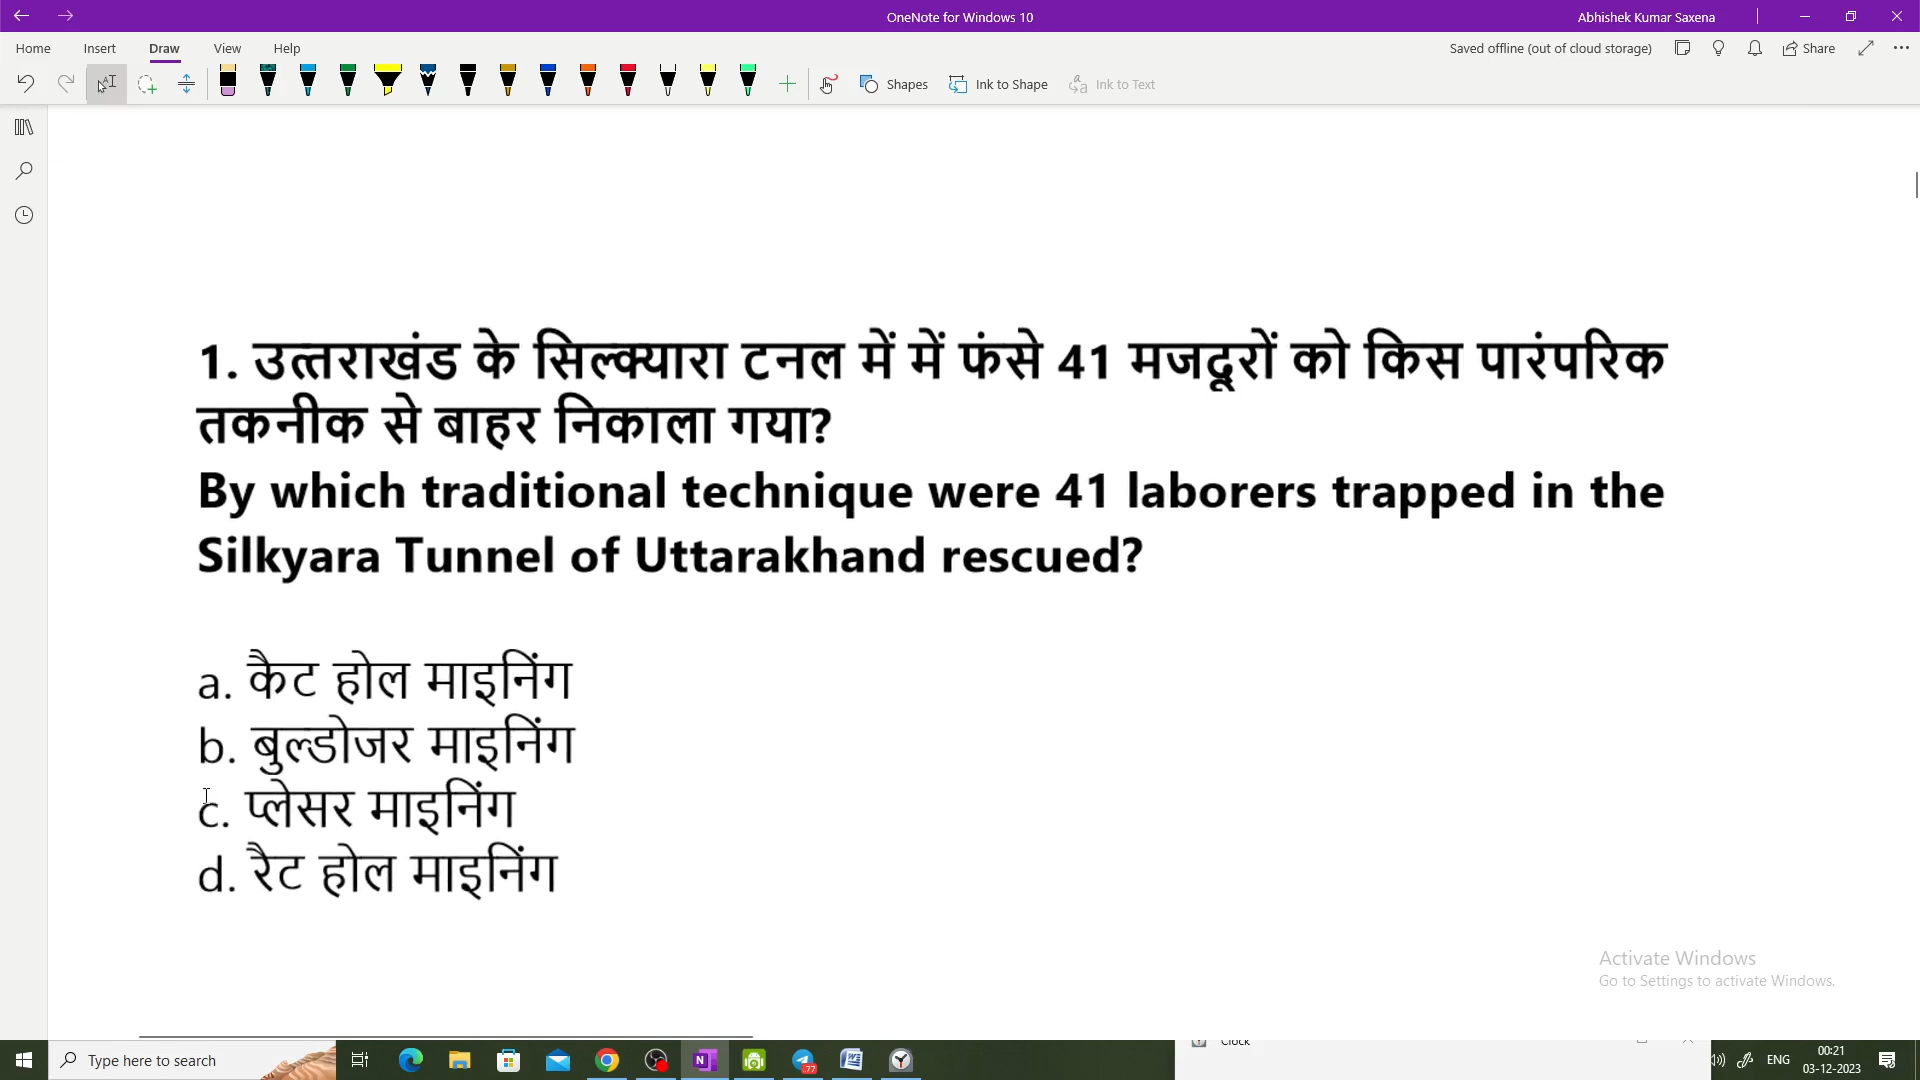 OneNote for Windows 10
Abhishek Kumar Saxena
Home Insert Draw View Help
Saved offline (out of cloud storage)
Share
Shapes
Ink to Shape
Ink to Text
1. उत्तराखंड के सिल्क्यारा टनल में में फंसे 41 मजदूरों को किस पारंपरिक
तकनीक से बाहर निकाला गया?
By which traditional technique were 41 laborers trapped in the
Silkyara Tunnel of Uttarakhand rescued?
a. कैट होल माइनिंग
b. बुल्डोजर माइनिंग
c. प्लेसर माइनिंग
d. रैट होल माइनिंग
Activate Windows
Go to Settings to activate Windows.
Clock
Type here to search
77
ENG
00:21
03-12-2023